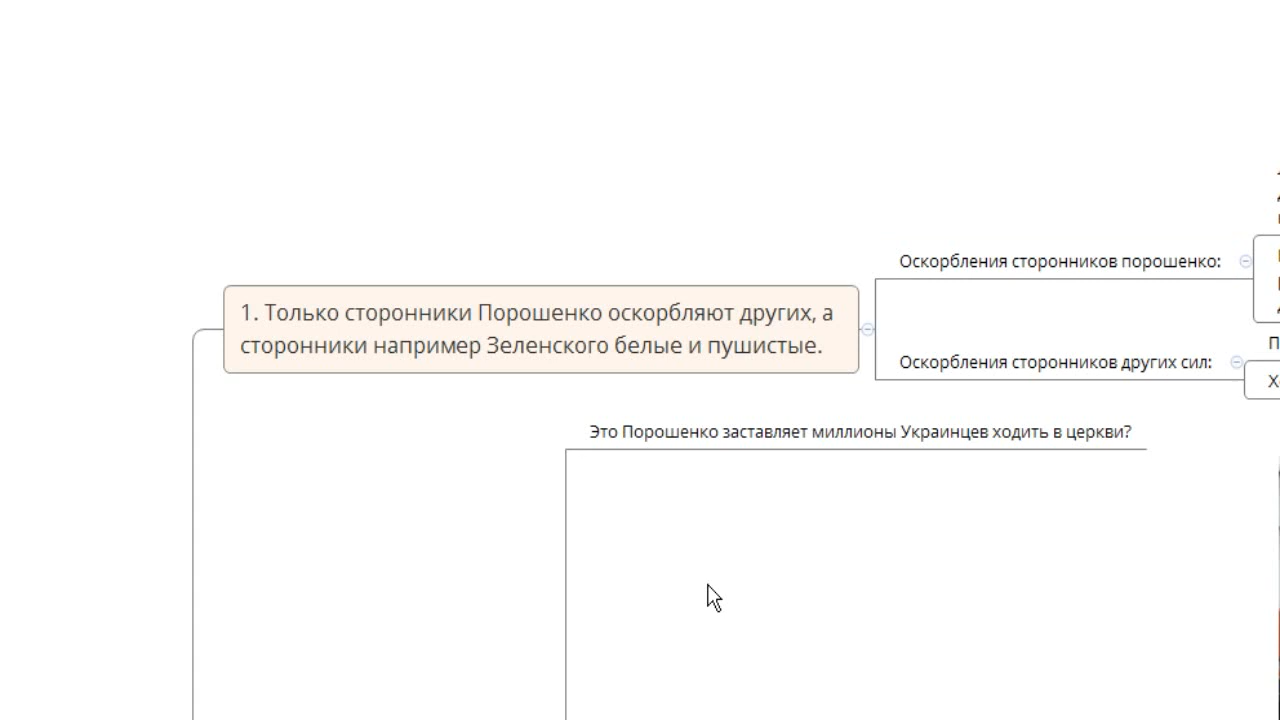 Оскорбления сторонников порошенко:
1. Только сторонники Порошенко оскорбляют других, а
сторонники например Зеленского белые и пушистые.
Оскорбления сторонников других сил:
Это Порошенко заставляет миллионы Украинцев ходить в церкви?